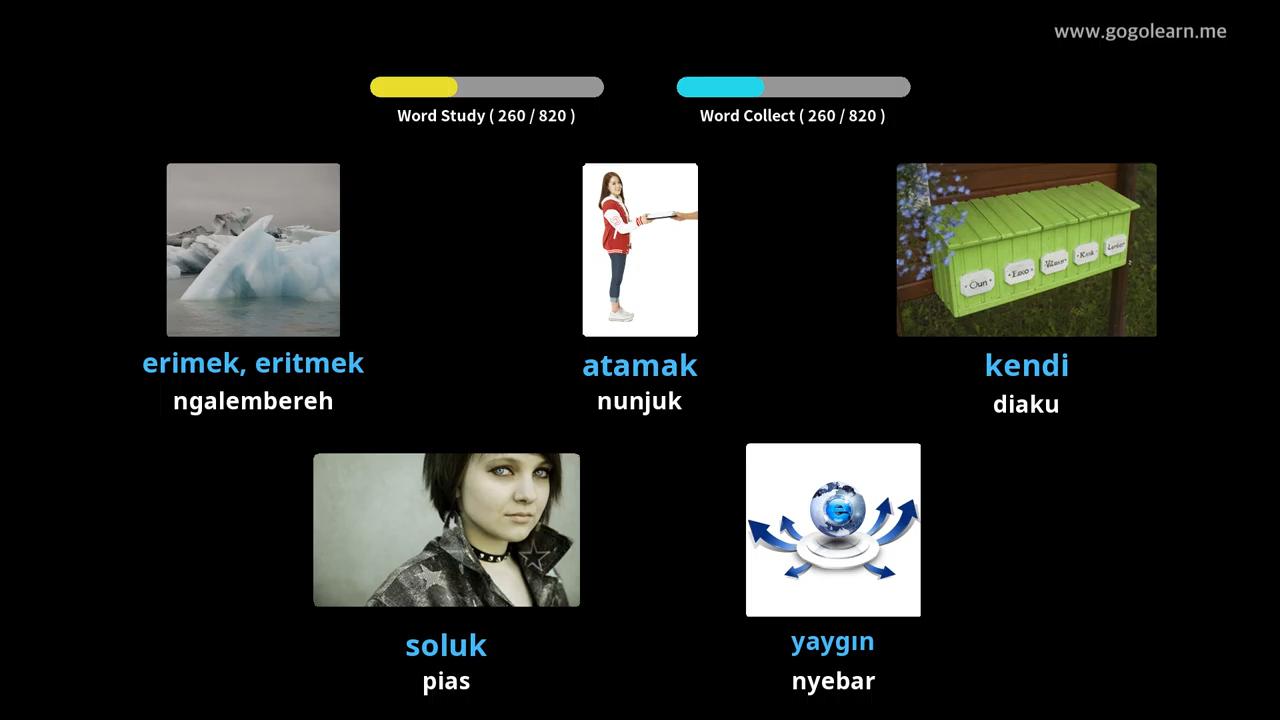 www.gogolearn.me
Word Study ( 260 / 820 )
Word Collect ( 260 / 820 )
erimek, eritmek
ngalembereh
atamak
nunjuk
kendi
diaku
soluk
pias
yaygın
nyebar